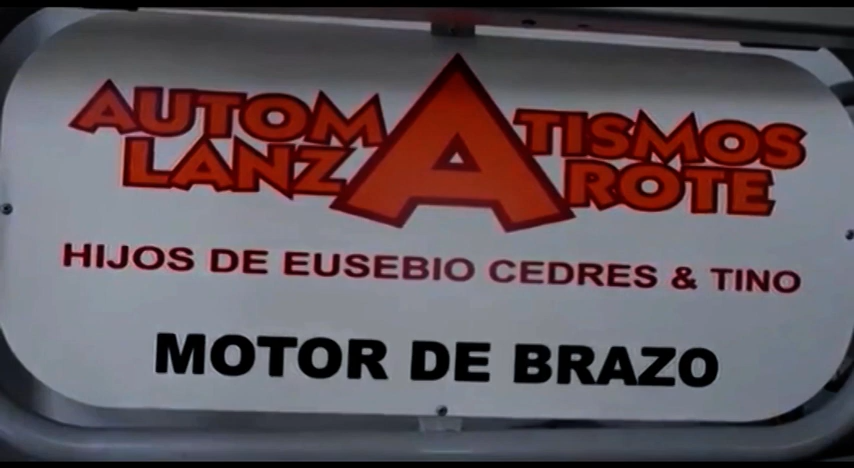 AUTOMATISMOS
LANZAROTE
HIJOS DE EUSEBIO CEDRES & TINO
MOTOR DE BRAZO